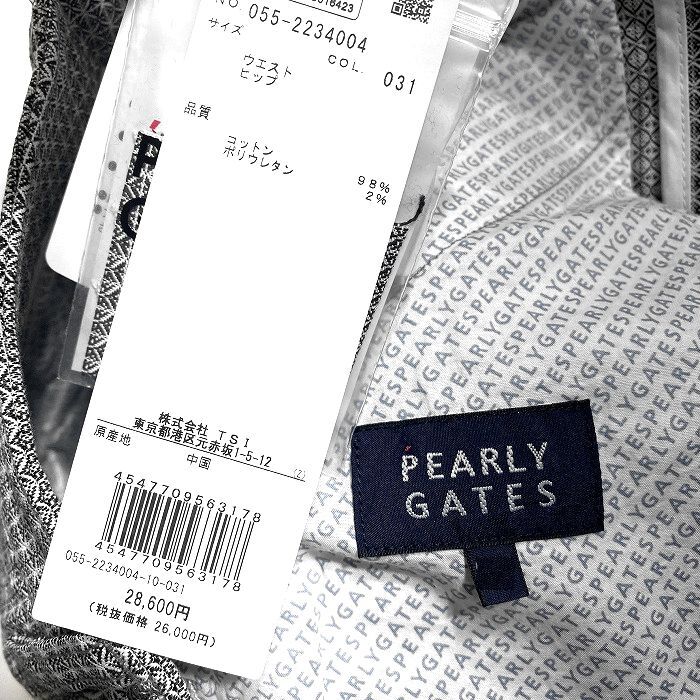 NO. 055-2234004
サイズ COL. 031
ウエスト
ヒップ
品質
コットン 98%
ポリウレタン 2%
株式会社 TSI
東京都港区元赤坂1-5-12
原産地 中国 (Z)
4547709563178
4547709563178
055-2234004-10-031
28,600円
(税抜価格 26,000円)
PEARLY
GATES
PEARLYGATESPEARLYGATESPEARLYGATES